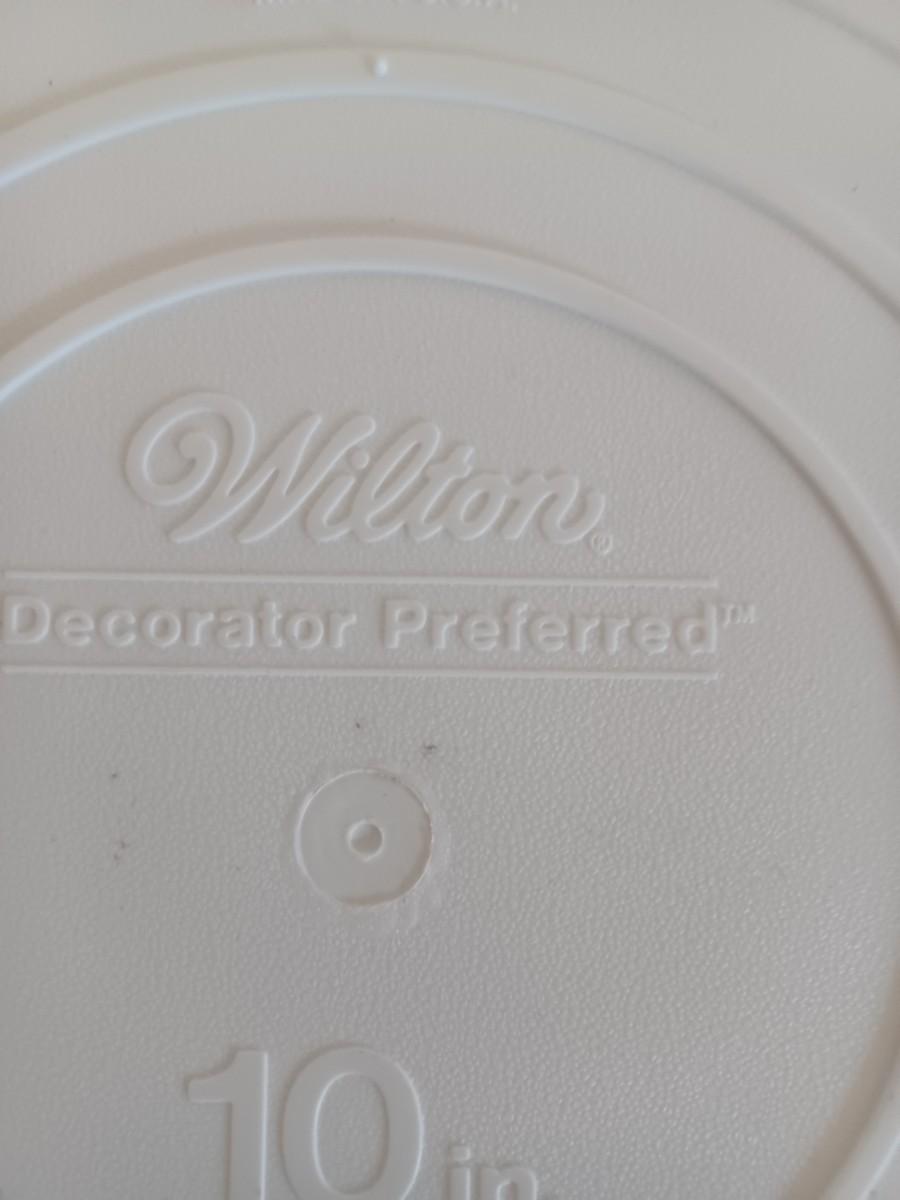 Wilton®
Decorator Preferred™
10 in